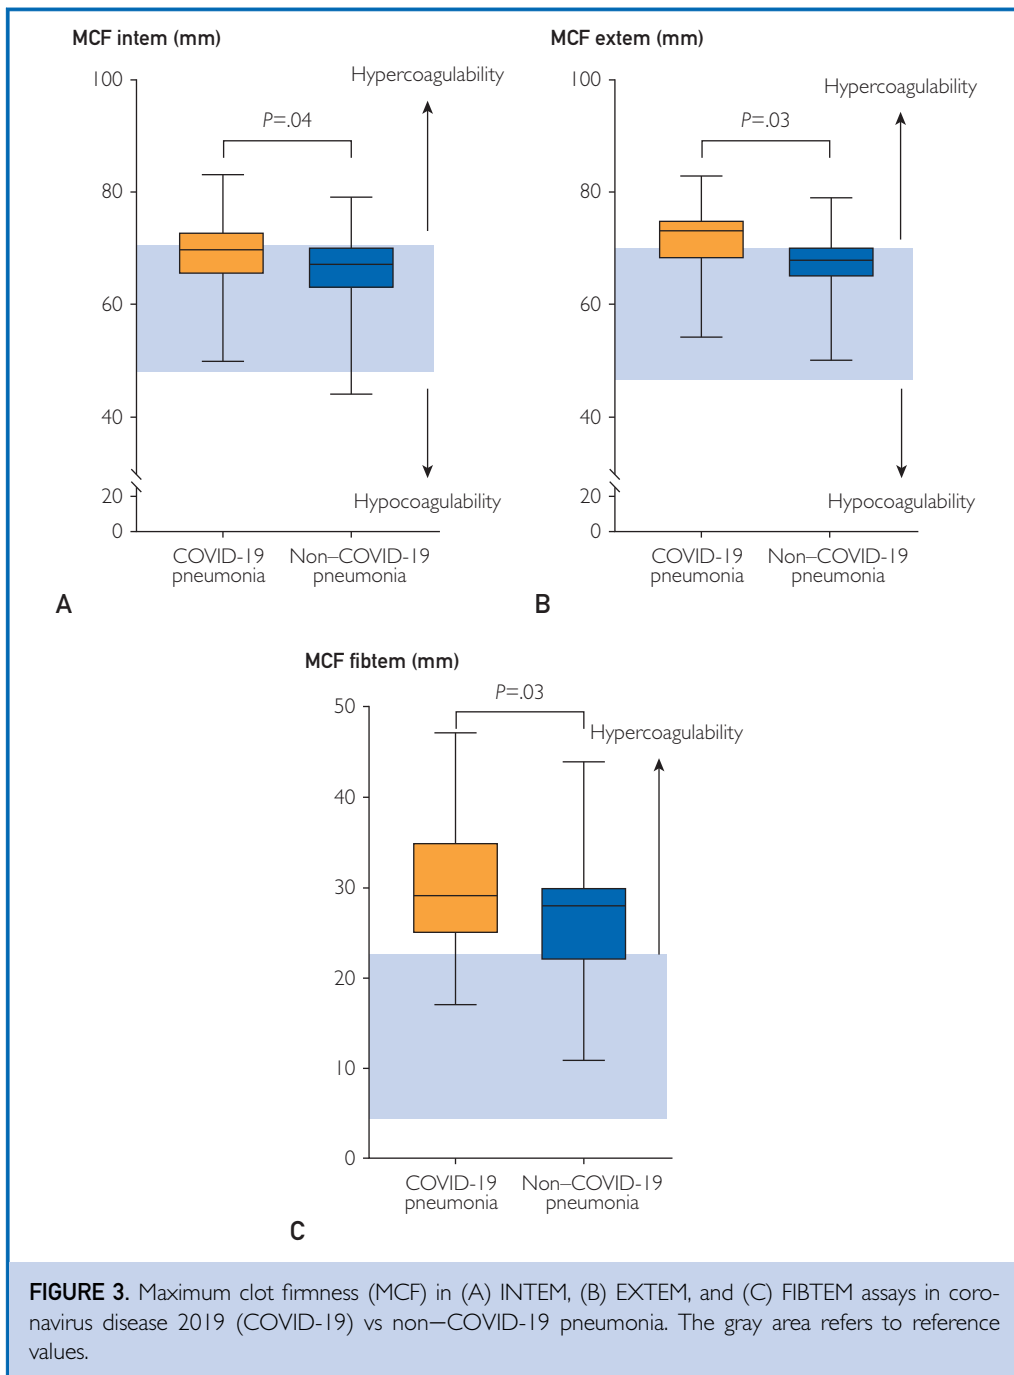 MCF intem (mm)
100
80
60
40
20
0
P=.04
Hypercoagulability
Hypocoagulability
COVID-19
pneumonia
Non–COVID-19
pneumonia
A
MCF extem (mm)
100
80
60
40
20
0
P=.03
Hypercoagulability
Hypocoagulability
COVID-19
pneumonia
Non–COVID-19
pneumonia
B
MCF fibtem (mm)
50
40
30
20
10
0
P=.03
Hypercoagulability
COVID-19
pneumonia
Non–COVID-19
pneumonia
C
FIGURE 3. Maximum clot firmness (MCF) in (A) INTEM, (B) EXTEM, and (C) FIBTEM assays in coro-
navirus disease 2019 (COVID-19) vs non—COVID-19 pneumonia. The gray area refers to reference
values.